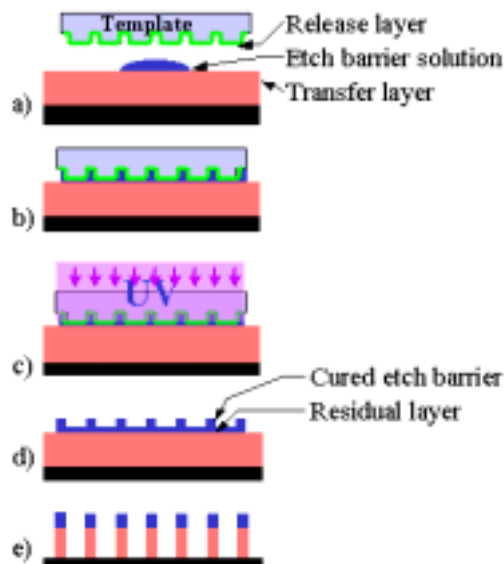 Template
Release layer
Etch barrier solution
Transfer layer
a)
b)
UV
c)
Cured etch barrier
Residual layer
d)
e)